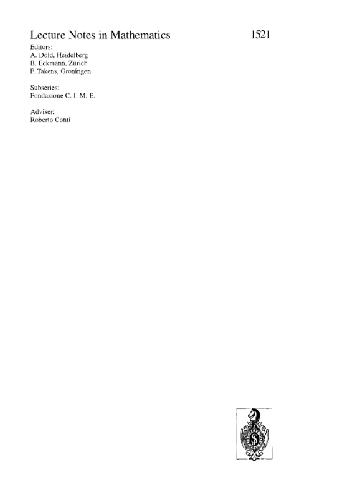 Lecture Notes in Mathematics 1521
Editors:
A. Dold, Heidelberg
B. Eckmann, Zürich
F. Takens, Groningen
Subseries:
Fondazione C. I. M. E.
Adviser:
Roberto Conti